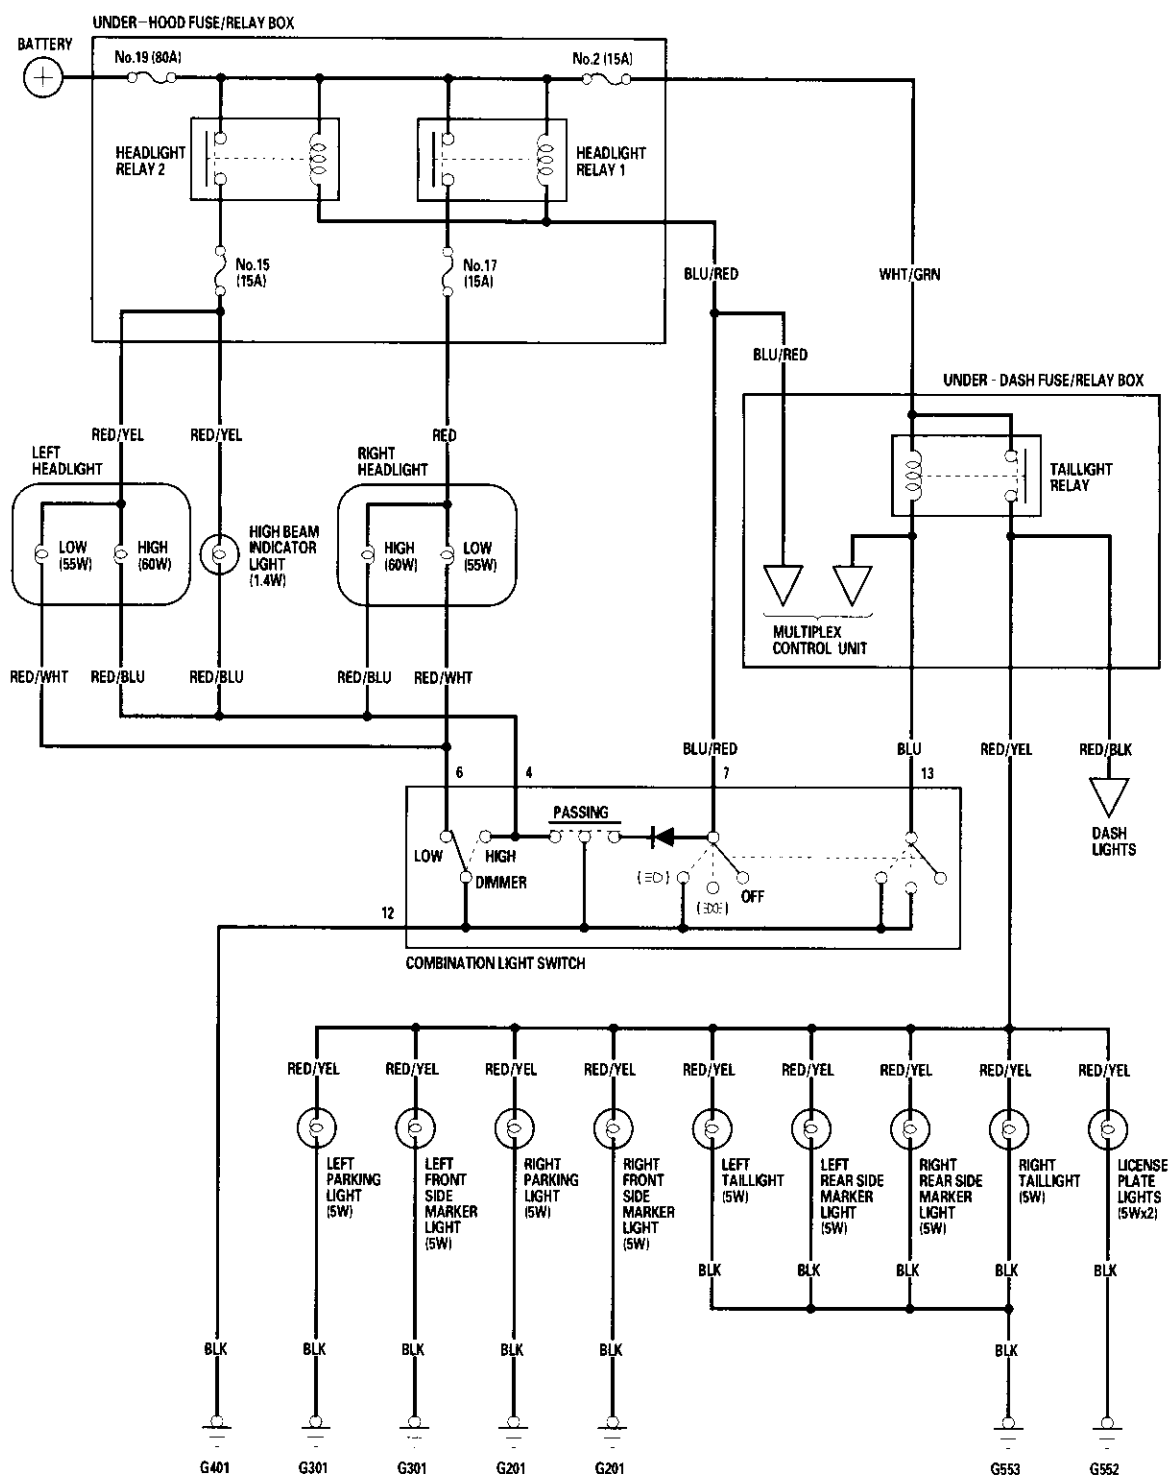 UNDER-HOOD FUSE/RELAY BOX
BATTERY
No.19 (80A)
No.2 (15A)
HEADLIGHT
RELAY 2
HEADLIGHT
RELAY 1
No.15
(15A)
No.17
(15A)
BLU/RED
WHT/GRN
BLU/RED
UNDER - DASH FUSE/RELAY BOX
RED/YEL
RED/YEL
RED
LEFT
HEADLIGHT
RIGHT
HEADLIGHT
TAILLIGHT
RELAY
LOW
(55W)
HIGH
(60W)
HIGH BEAM
INDICATOR
LIGHT
(1.4W)
HIGH
(60W)
LOW
(55W)
MULTIPLEX
CONTROL UNIT
RED/WHT
RED/BLU
RED/BLU
RED/BLU
RED/WHT
BLU/RED
BLU
RED/YEL
RED/BLK
6
4
7
13
PASSING
LOW
HIGH
DIMMER
OFF
DASH
LIGHTS
12
COMBINATION LIGHT SWITCH
RED/YEL
RED/YEL
RED/YEL
RED/YEL
RED/YEL
RED/YEL
RED/YEL
RED/YEL
RED/YEL
LEFT
PARKING
LIGHT
(5W)
LEFT
FRONT
SIDE
MARKER
LIGHT
(5W)
RIGHT
PARKING
LIGHT
(5W)
RIGHT
FRONT
SIDE
MARKER
LIGHT
(5W)
LEFT
TAILLIGHT
(5W)
LEFT
REAR SIDE
MARKER
LIGHT
(5W)
RIGHT
REAR SIDE
MARKER
LIGHT
(5W)
RIGHT
TAILLIGHT
(5W)
LICENSE
PLATE
LIGHTS
(5Wx2)
BLK
BLK
BLK
BLK
BLK
BLK
BLK
BLK
BLK
BLK
BLK
G401
G301
G301
G201
G201
G553
G552